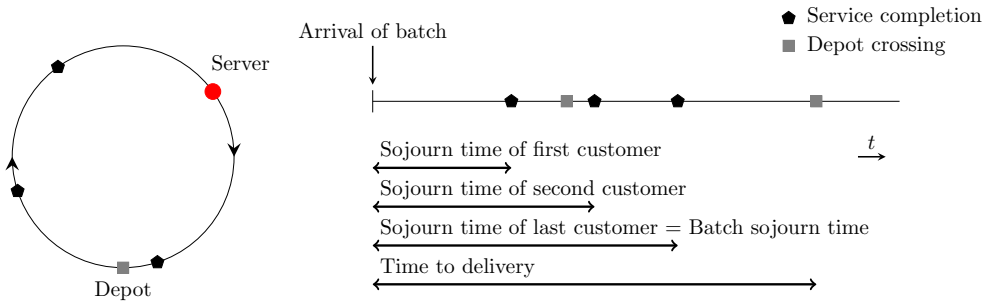 Server
Depot
Arrival of batch
Service completion
Depot crossing
t
Sojourn time of first customer
Sojourn time of second customer
Sojourn time of last customer = Batch sojourn time
Time to delivery